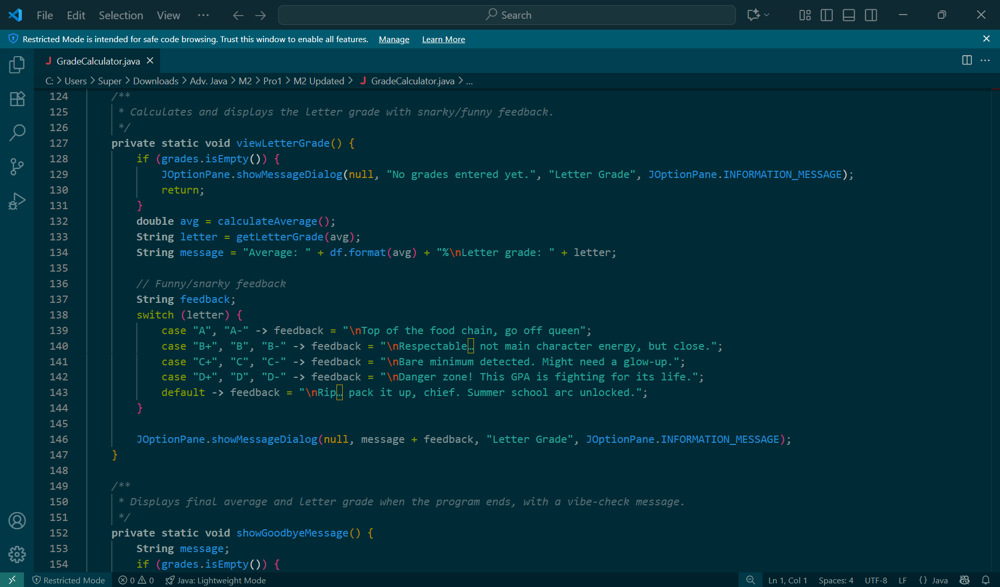 File Edit Selection View ··· Search
Restricted Mode is intended for safe code browsing. Trust this window to enable all features. Manage Learn More
J GradeCalculator.java
C: > Users > Super > Downloads > Adv. Java > M2 > Pro1 > M2 Updated > J GradeCalculator.java > ...
124 /**
125 * Calculates and displays the letter grade with snarky/funny feedback.
126 */
127 private static void viewLetterGrade() {
128 if (grades.isEmpty()) {
129 JOptionPane.showMessageDialog(null, "No grades entered yet.", "Letter Grade", JOptionPane.INFORMATION_MESSAGE);
130 return;
131 }
132 double avg = calculateAverage();
133 String letter = getLetterGrade(avg);
134 String message = "Average: " + df.format(avg) + "%\nLetter grade: " + letter;
135
136 // Funny/snarky feedback
137 String feedback;
138 switch (letter) {
139 case "A", "A-" -> feedback = "\nTop of the food chain, go off queen";
140 case "B+", "B", "B-" -> feedback = "\nRespectable… not main character energy, but close.";
141 case "C+", "C", "C-" -> feedback = "\nBare minimum detected. Might need a glow-up.";
142 case "D+", "D", "D-" -> feedback = "\nDanger zone! This GPA is fighting for its life.";
143 default -> feedback = "\nRip… pack it up, chief. Summer school arc unlocked.";
144 }
145
146 JOptionPane.showMessageDialog(null, message + feedback, "Letter Grade", JOptionPane.INFORMATION_MESSAGE);
147 }
148
149 /**
150 * Displays final average and letter grade when the program ends, with a vibe-check message.
151 */
152 private static void showGoodbyeMessage() {
153 String message;
154 if (grades.isEmpty()) {
Restricted Mode 0 0 Java: Lightweight Mode Ln 1, Col 1 Spaces: 4 UTF-8 LF {} Java